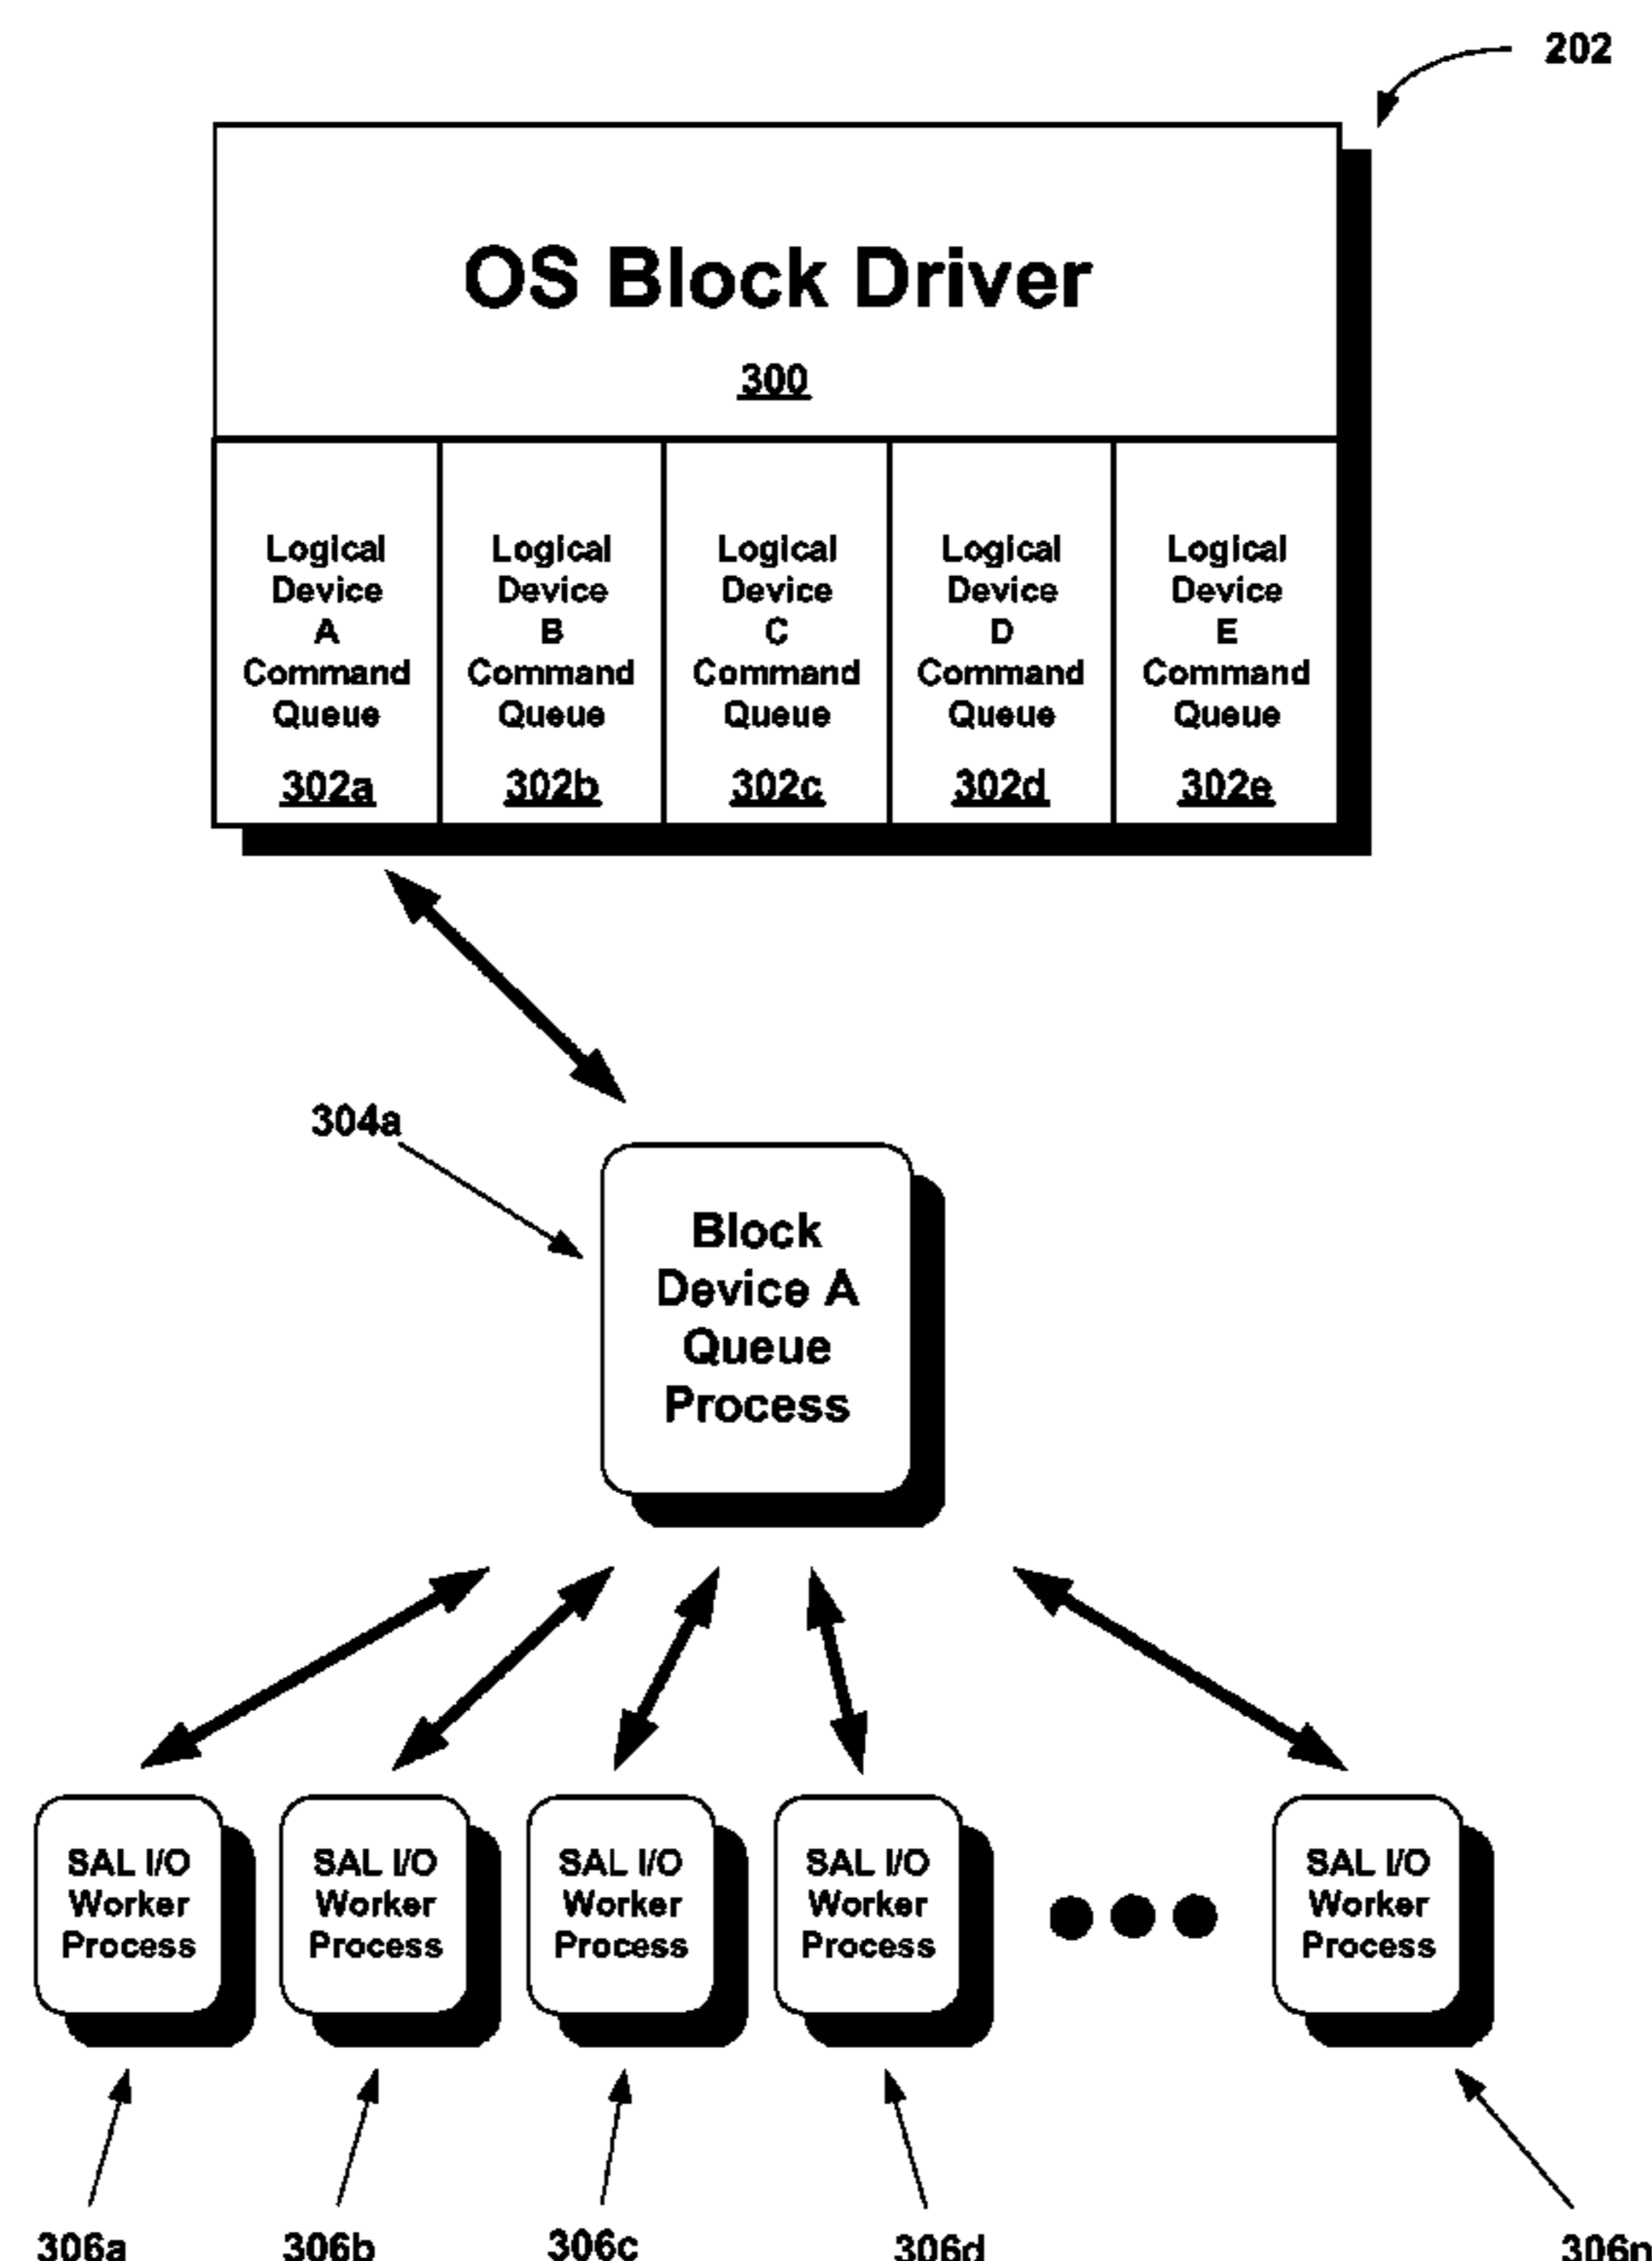 202
OS Block Driver
300
Logical
Device
A
Command
Queue
302a
Logical
Device
B
Command
Queue
302b
Logical
Device
C
Command
Queue
302c
Logical
Device
D
Command
Queue
302d
Logical
Device
E
Command
Queue
302e
304a
Block
Device A
Queue
Process
SAL I/O
Worker
Process
SAL I/O
Worker
Process
SAL I/O
Worker
Process
SAL I/O
Worker
Process
SAL I/O
Worker
Process
306a
306b
306c
306d
306n